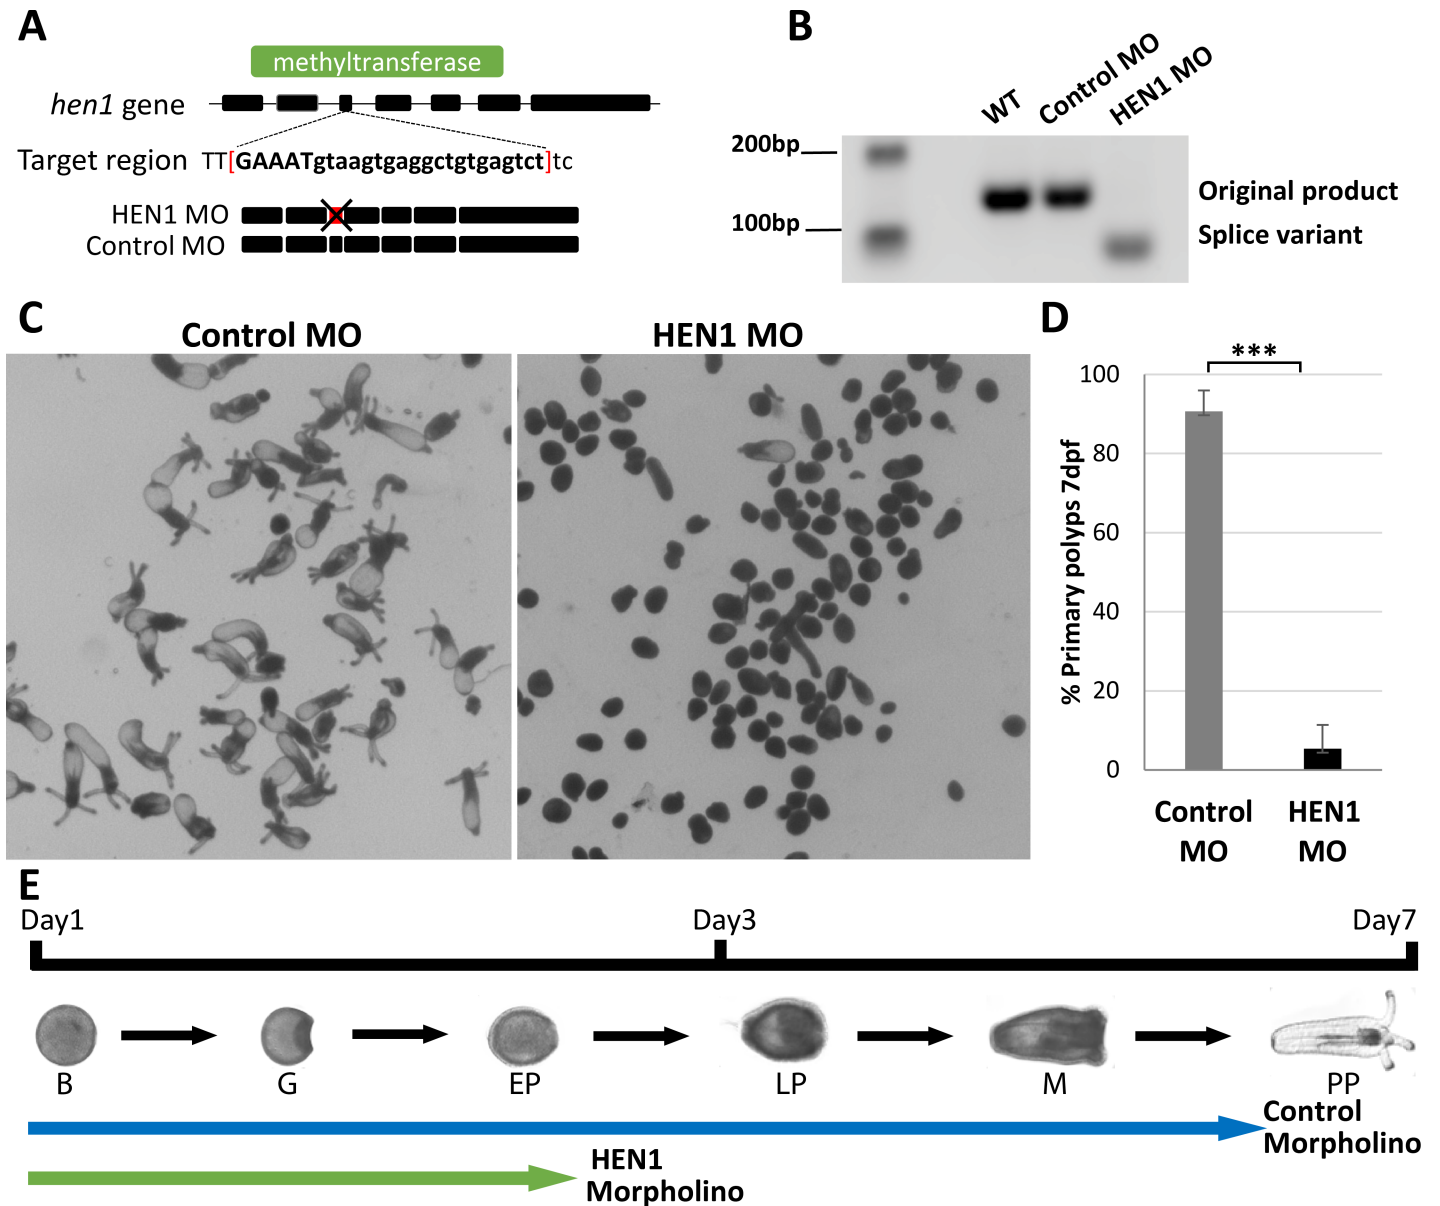 A
methyltransferase
hen1 gene
Target region TT[GAAATgtaagtgaggctgtgagtct]tc
HEN1 MO
Control MO
B
WT
Control MO
HEN1 MO
200bp
100bp
Original product
Splice variant
C
Control MO
HEN1 MO
D
***
% Primary polyps 7dpf
100
80
60
40
20
0
Control
MO
HEN1
MO
E
Day1
Day3
Day7
B
G
EP
LP
M
PP
Control
Morpholino
HEN1
Morpholino